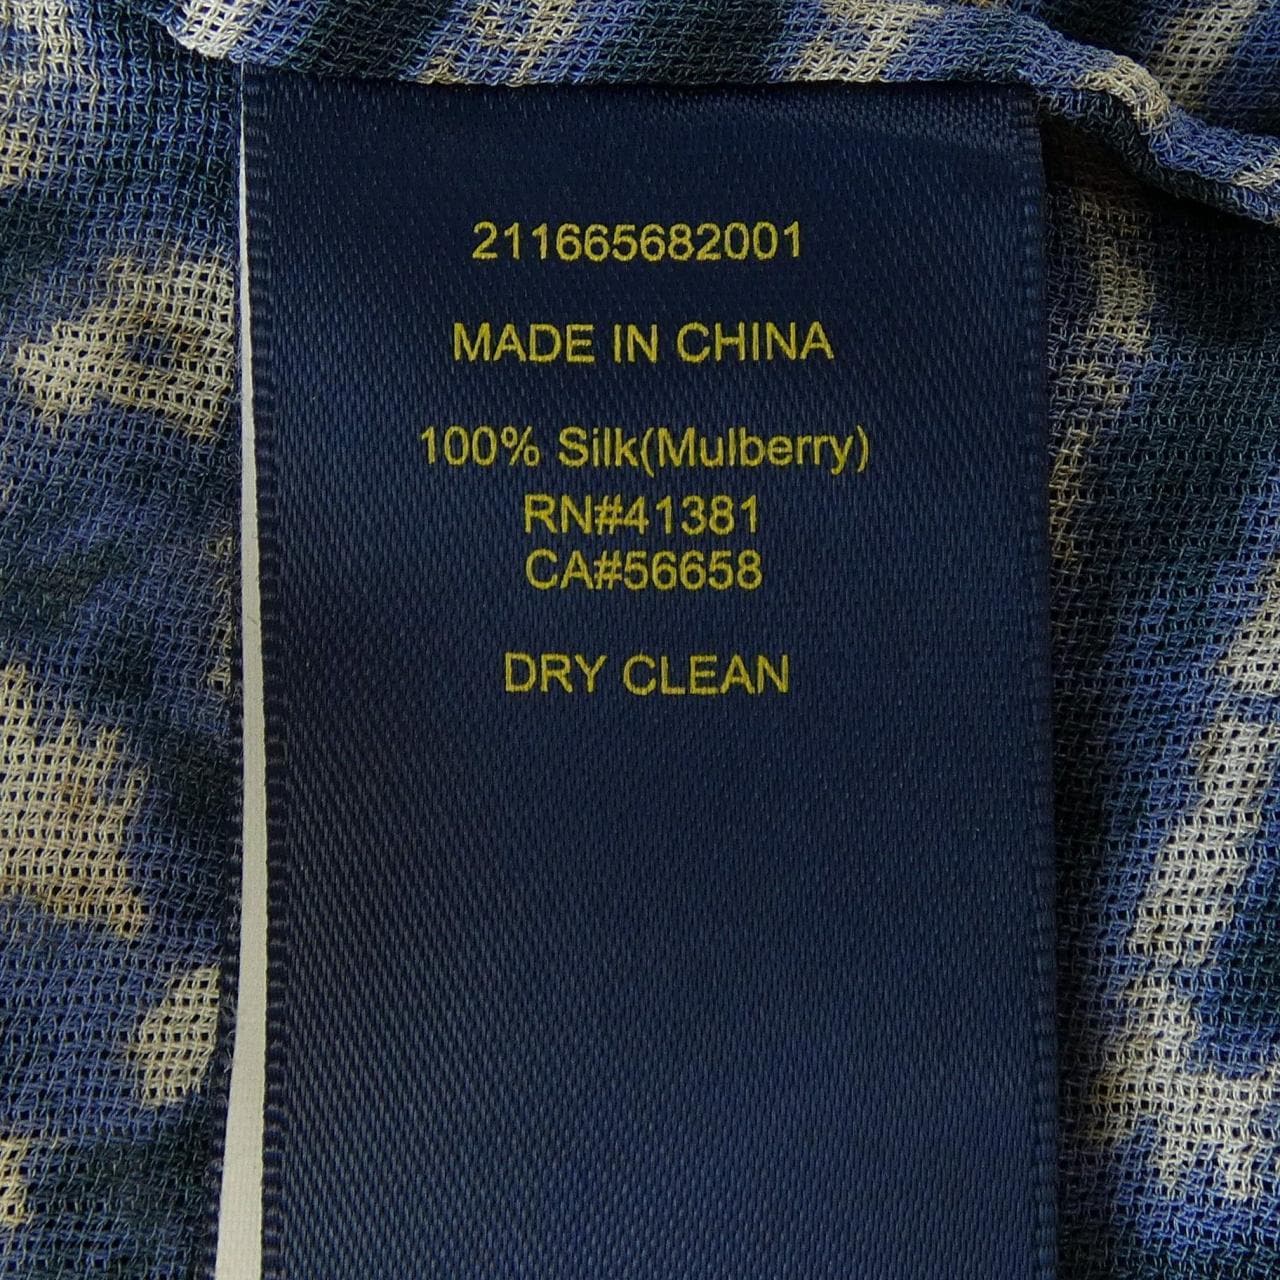 211665682001
MADE IN CHINA
100% Silk(Mulberry)
RN#41381
CA#56658
DRY CLEAN